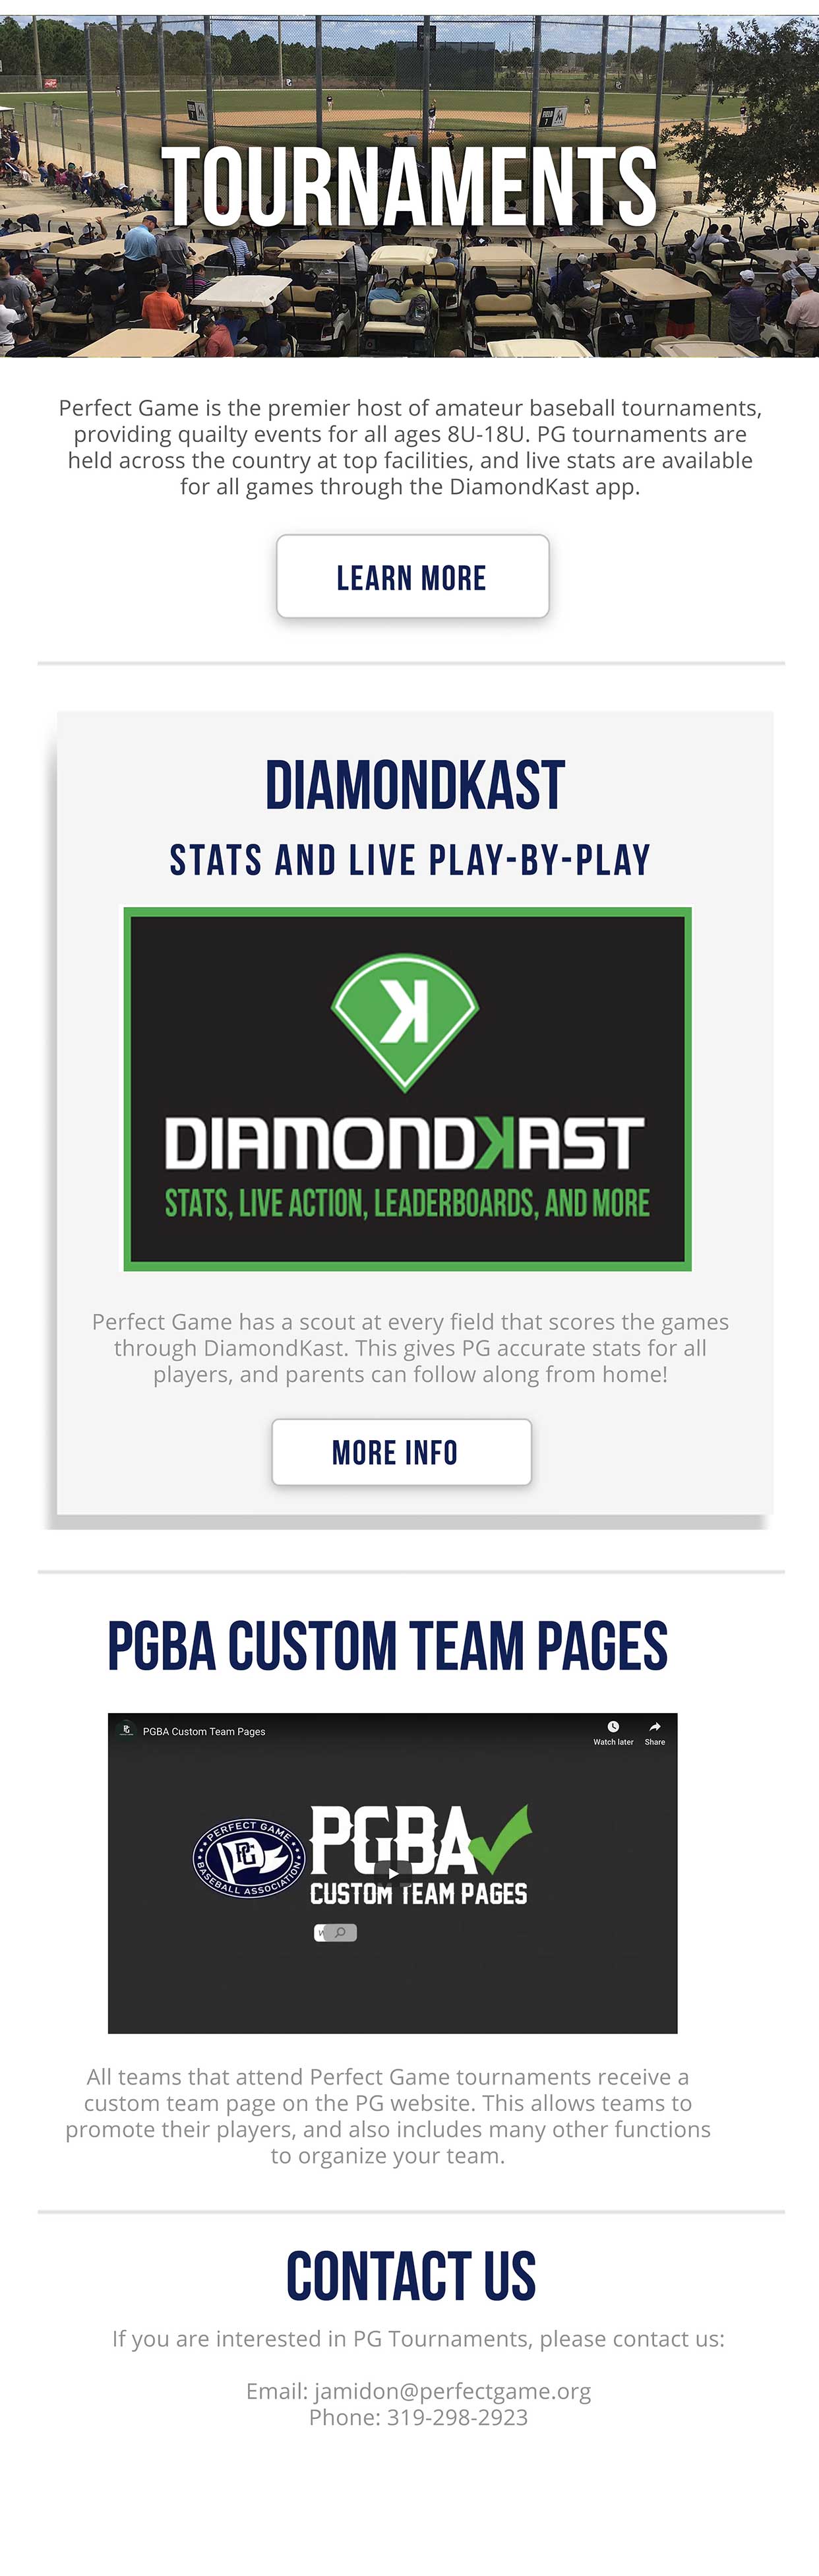 TOURNAMENTS
Perfect Game is the premier host of amateur baseball tournaments,
providing quailty events for all ages 8U-18U. PG tournaments are
held across the country at top facilities, and live stats are available
for all games through the DiamondKast app.
LEARN MORE
DIAMONDKAST
STATS AND LIVE PLAY-BY-PLAY
K
DIAMONDKAST
STATS, LIVE ACTION, LEADERBOARDS, AND MORE
Perfect Game has a scout at every field that scores the games
through DiamondKast. This gives PG accurate stats for all
players, and parents can follow along from home!
MORE INFO
PGBA CUSTOM TEAM PAGES
PGBA Custom Team Pages
Watch later Share
PERFECT GAME
PG
BASEBALL ASSOCIATION
PGBA
CUSTOM TEAM PAGES
All teams that attend Perfect Game tournaments receive a
custom team page on the PG website. This allows teams to
promote their players, and also includes many other functions
to organize your team.
CONTACT US
If you are interested in PG Tournaments, please contact us:
Email: jamidon@perfectgame.org
Phone: 319-298-2923